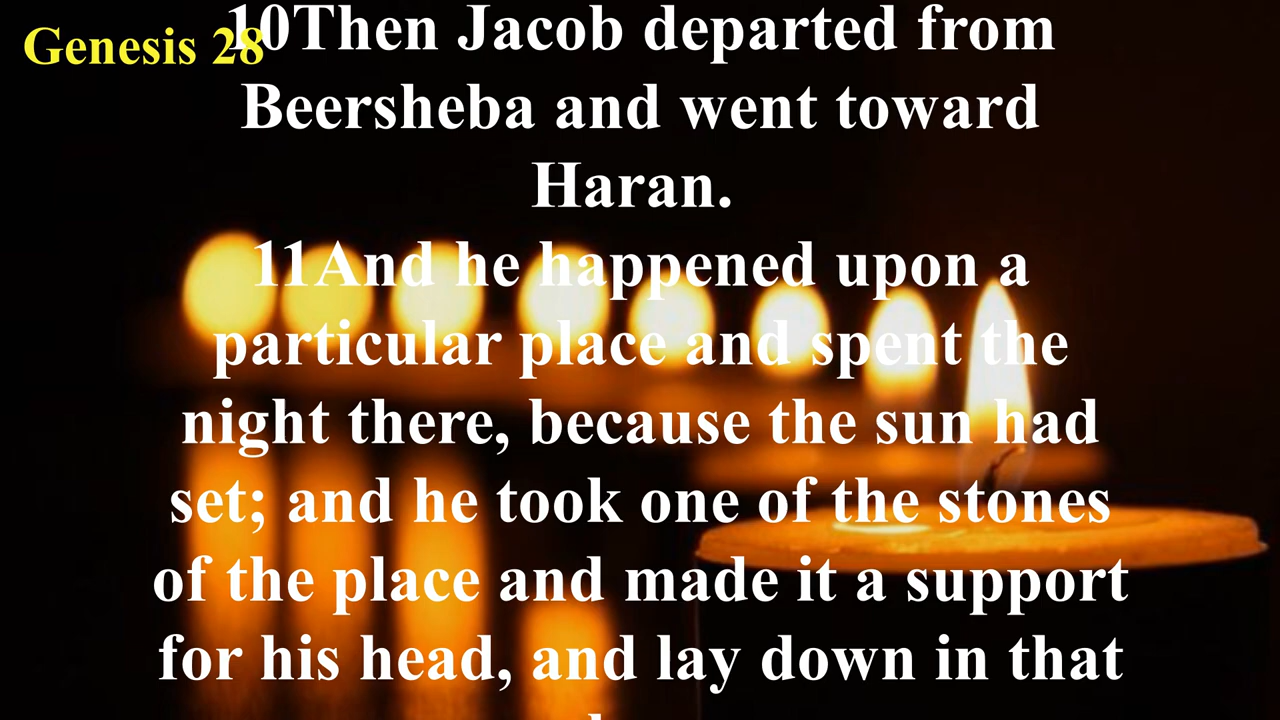 Genesis 28
10Then Jacob departed from
Beersheba and went toward
Haran.
11And he happened upon a
particular place and spent the
night there, because the sun had
set; and he took one of the stones
of the place and made it a support
for his head, and lay down in that